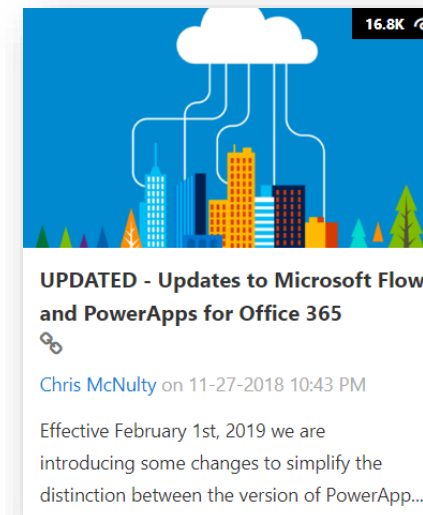 16.8K
UPDATED - Updates to Microsoft Flow
and PowerApps for Office 365
Chris McNulty on 11-27-2018 10:43 PM
Effective February 1st, 2019 we are
introducing some changes to simplify the
distinction between the version of PowerApp...